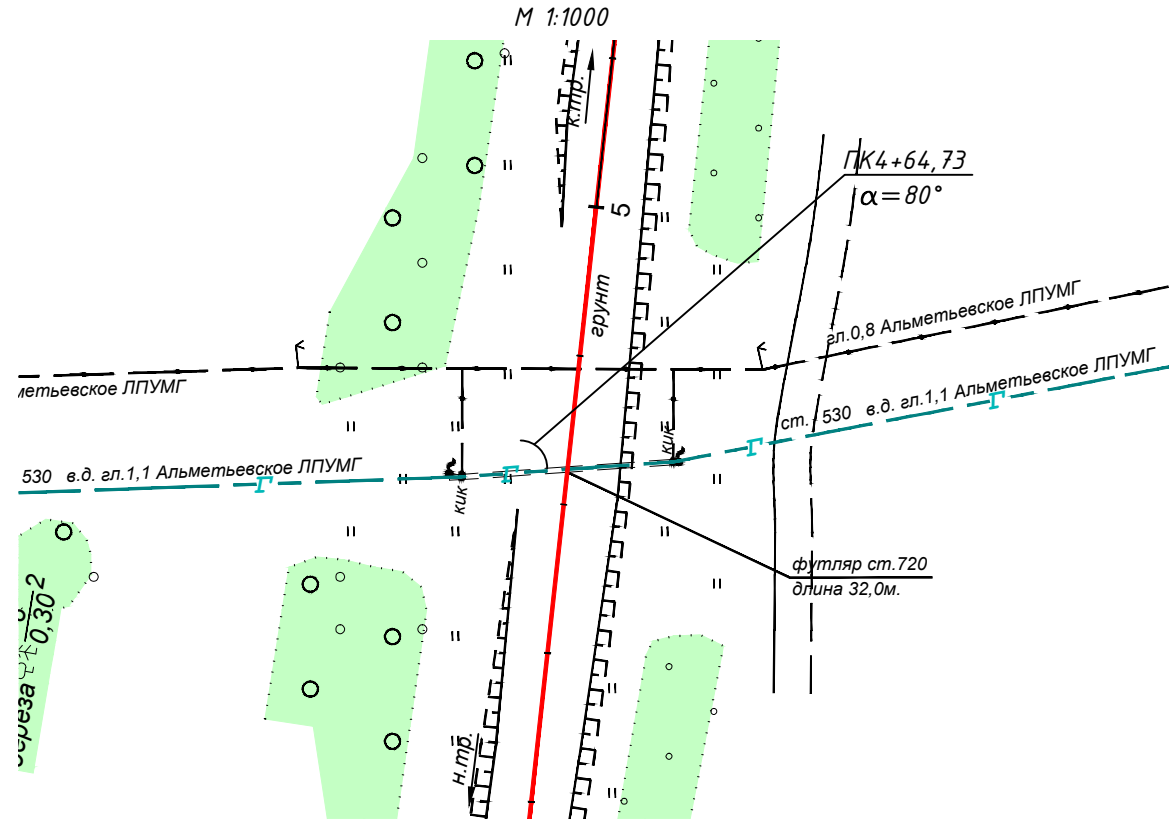 М 1:1000
к.тр.
ПК4+64,73
α=80°
5
грунт
гл.0,8 Альметьевское ЛПУМГ
метьевское ЛПУМГ
ст. 530 в.д. гл.1,1 Альметьевское ЛПУМГ
Г
кик
Г
530 в.д. гл.1,1 Альметьевское ЛПУМГ
Г
Г
кик
футляр ст.720
длина 32,0м.
0,30 2
береза
н.тр.